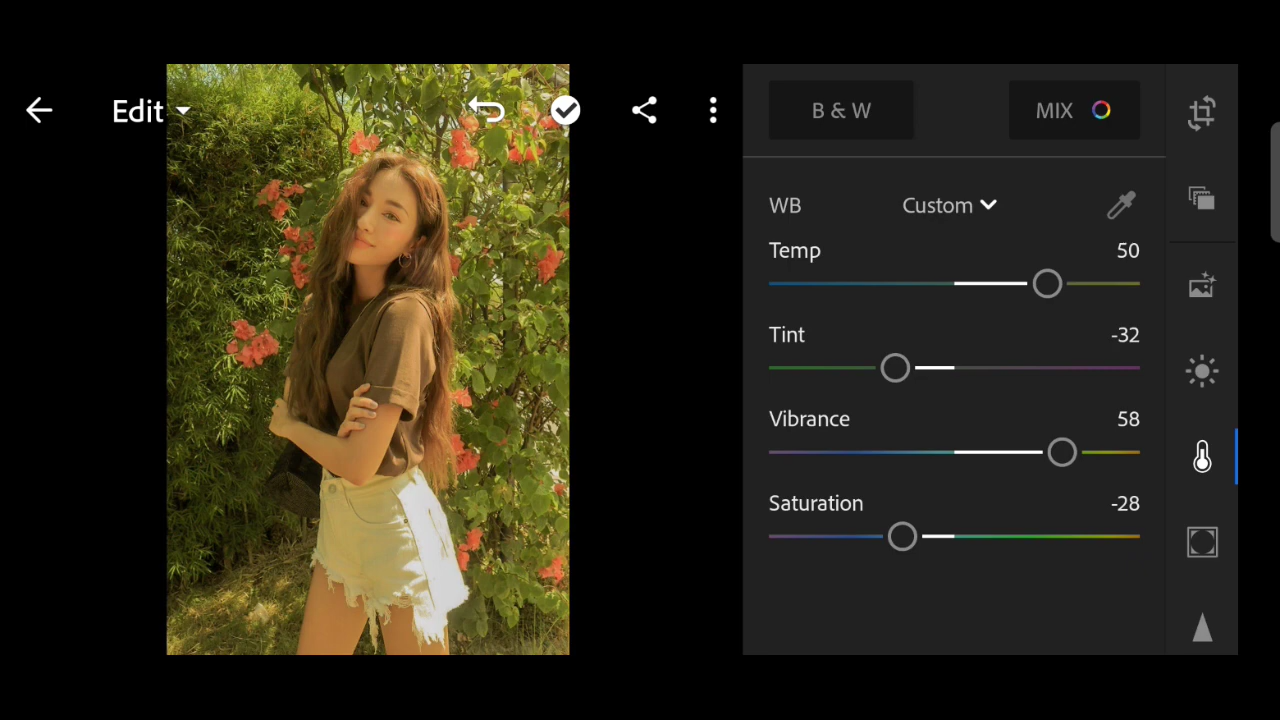 Edit
B & W
MIX
WB
Custom
Temp
50
Tint
-32
Vibrance
58
Saturation
-28